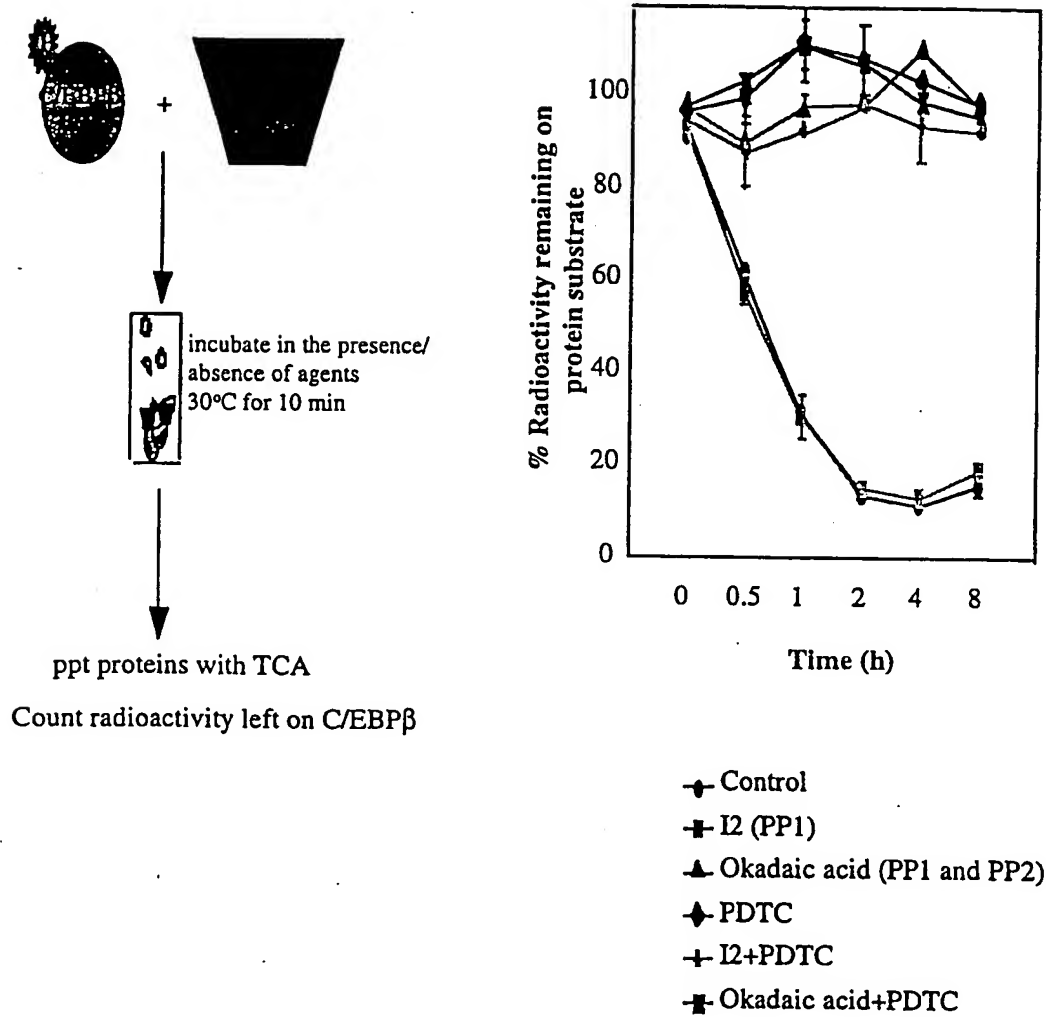 +
incubate in the presence/
absence of agents
30°C for 10 min
ppt proteins with TCA
Count radioactivity left on C/EBPβ
% Radioactivity remaining on
protein substrate
100
80
60
40
20
0
0 0.5 1 2 4 8
Time (h)
Control
I2 (PP1)
Okadaic acid (PP1 and PP2)
PDTC
I2+PDTC
Okadaic acid+PDTC